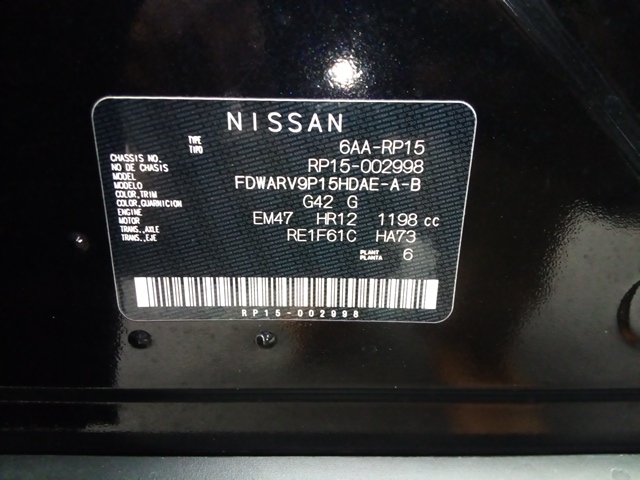 NISSAN
TYPE
TYPE 6AA-RP15
CHASSIS NO.
NO DE CHASIS RP15-002998
MODEL
MODELO FDWARV9P15HDAE-A-B
COLOR,TRIM
COLOR,GUARNICION G42 G
ENGINE
MOTOR EM47 HR12 1198 cc
TRANS.,AXLE
TRANS.,EJE RE1F61C HA73
PLANT
PLANTA 6
RP15-002998